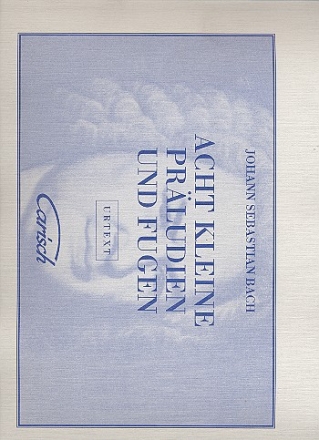 JOHANN SEBASTIAN BACH
ACHT KLEINE
PRÄLUDIEN
UND FUGEN
URTEXT
Carisch